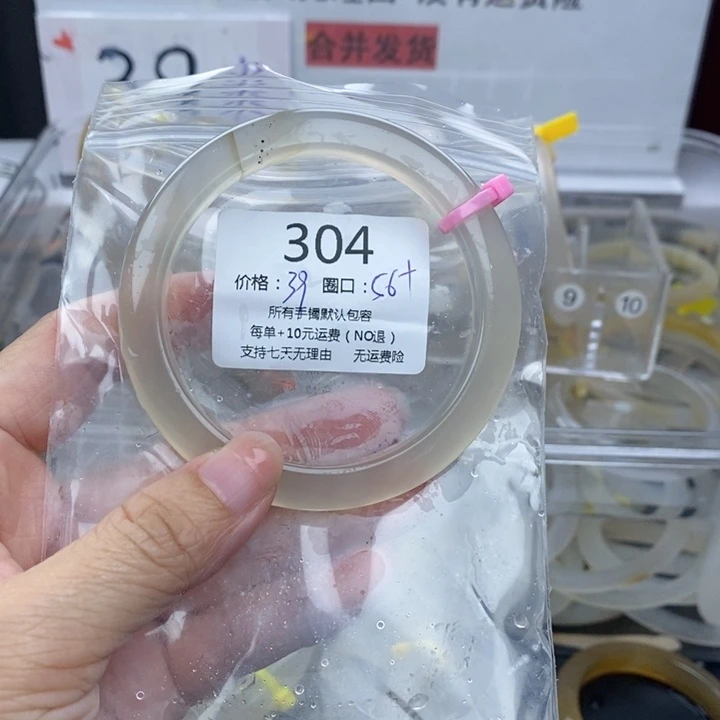 合并发货
39
304
价格：39 圈口：56+
所有手镯默认包容
每单+10元运费（NO退）
支持七天无理由 无运费险
9
10